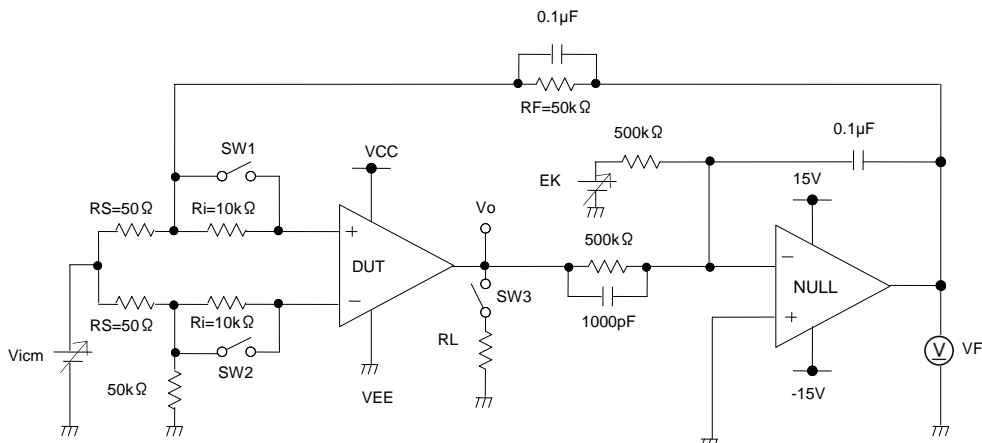 0.1μF
RF=50kΩ
500kΩ
0.1μF
SW1
VCC
EK
15V
RS=50Ω
Ri=10kΩ
Vo
500kΩ
+
DUT
−
−
NULL
+
SW3
RS=50Ω
Ri=10kΩ
1000pF
Vicm
SW2
RL
V
VF
50kΩ
VEE
-15V